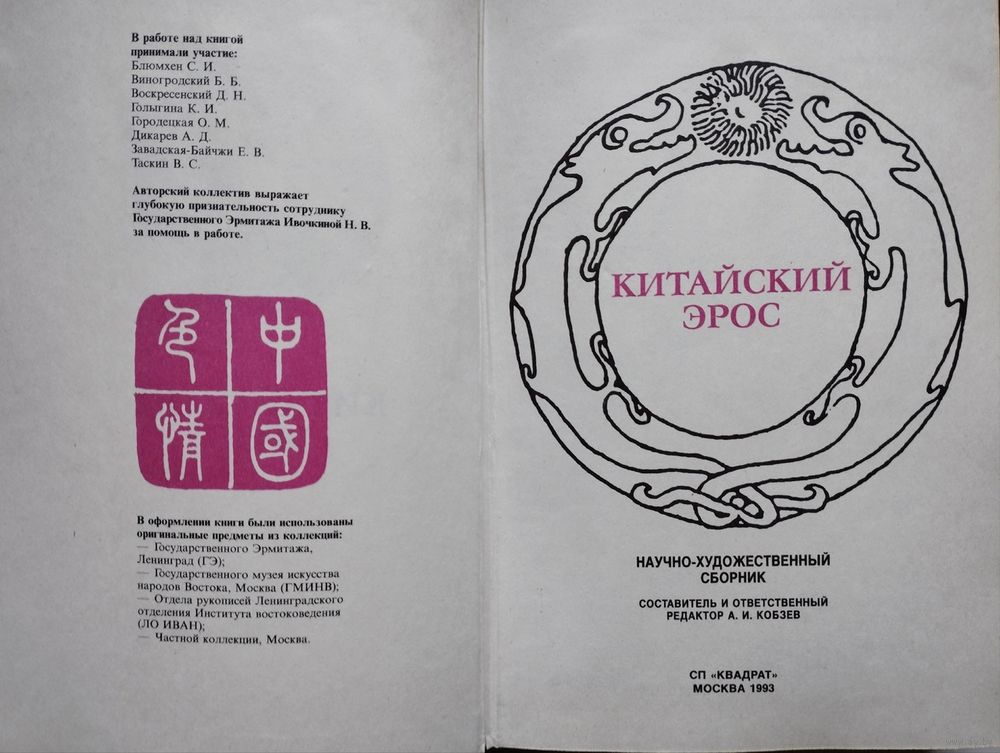 В работе над книгой
принимали участие:
Блюмхен С. И.
Виногродский Б. Б.
Воскресенский Д. Н.
Голыгина К. И.
Городецкая О. М.
Дикарев А. Д.
Завадская-Байчжи Е. В.
Таскин В. С.
Авторский коллектив выражает
глубокую признательность сотруднику
Государственного Эрмитажа Ивочкиной Н. В.
за помощь в работе.
中國
色情
В оформлении книги были использованы
оригинальные предметы из коллекций:
— Государственного Эрмитажа,
Ленинград (ГЭ);
— Государственного музея искусства
народов Востока, Москва (ГМИНВ);
— Отдела рукописей Ленинградского
отделения Института востоковедения
(ЛО ИВАН);
— Частной коллекции, Москва.
КИТАЙСКИЙ
ЭРОС
НАУЧНО-ХУДОЖЕСТВЕННЫЙ
СБОРНИК
СОСТАВИТЕЛЬ И ОТВЕТСТВЕННЫЙ
РЕДАКТОР А. И. КОБЗЕВ
СП «КВАДРАТ»
МОСКВА 1993